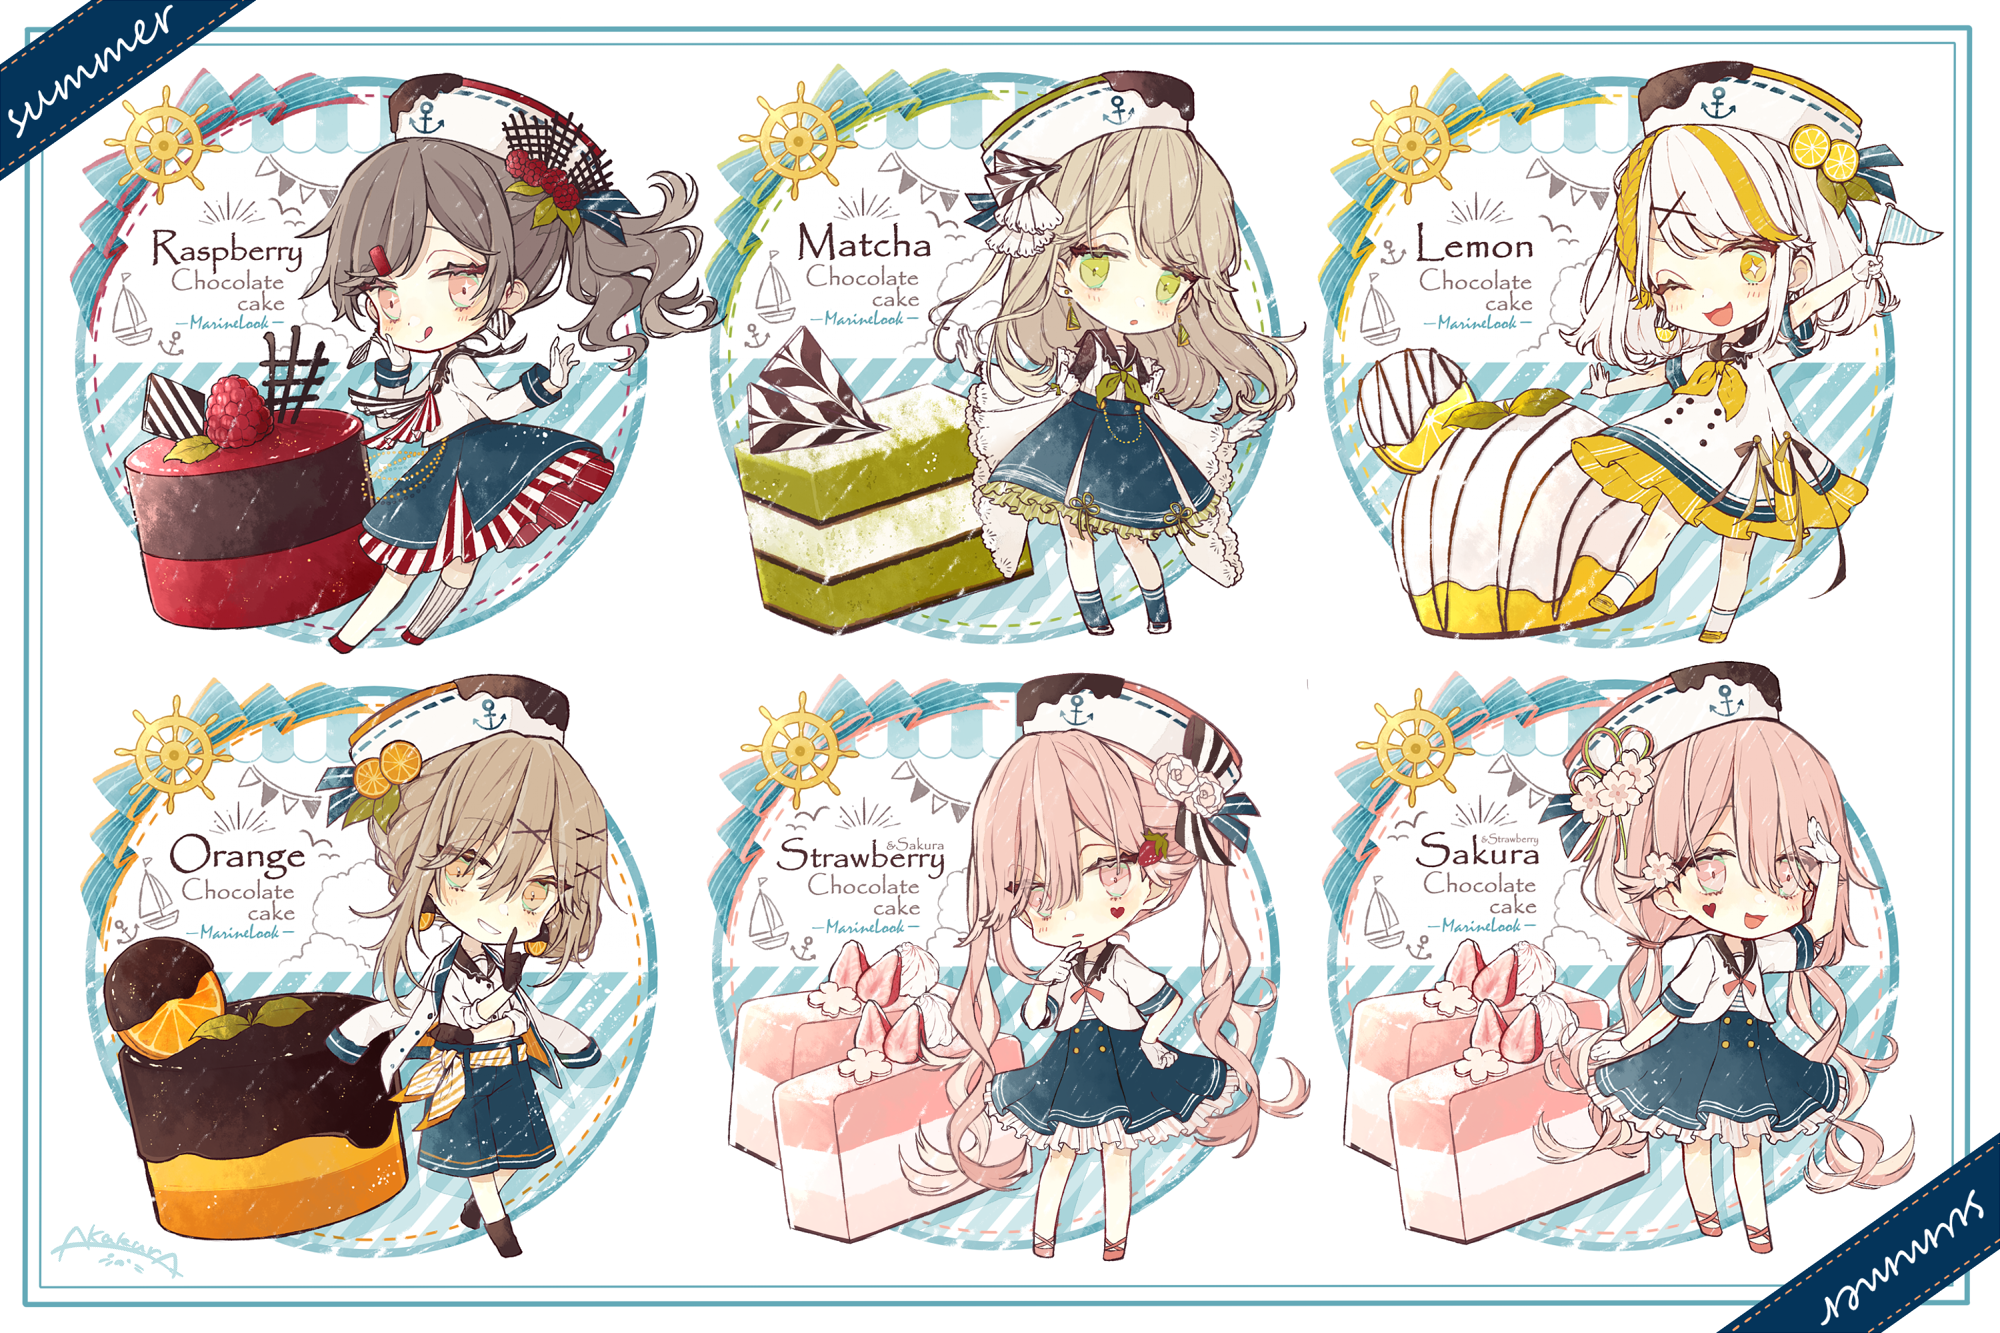 summer
Raspberry
Chocolate
cake
—MarineLook—
Matcha
Chocolate
cake
—MarineLook—
Lemon
Chocolate
cake
—MarineLook—
Orange
Chocolate
cake
—MarineLook—
&Sakura
Strawberry
Chocolate
cake
—MarineLook—
&Strawberry
Sakura
Chocolate
cake
—MarineLook—
AkakurA
summer